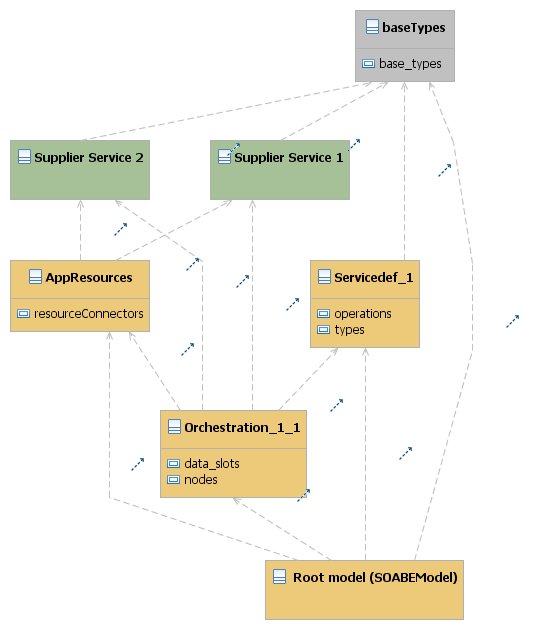 baseTypes
base_types
Supplier Service 2
Supplier Service 1
AppResources
resourceConnectors
Servicedef_1
operations
types
Orchestration_1_1
data_slots
nodes
Root model (SOABEModel)